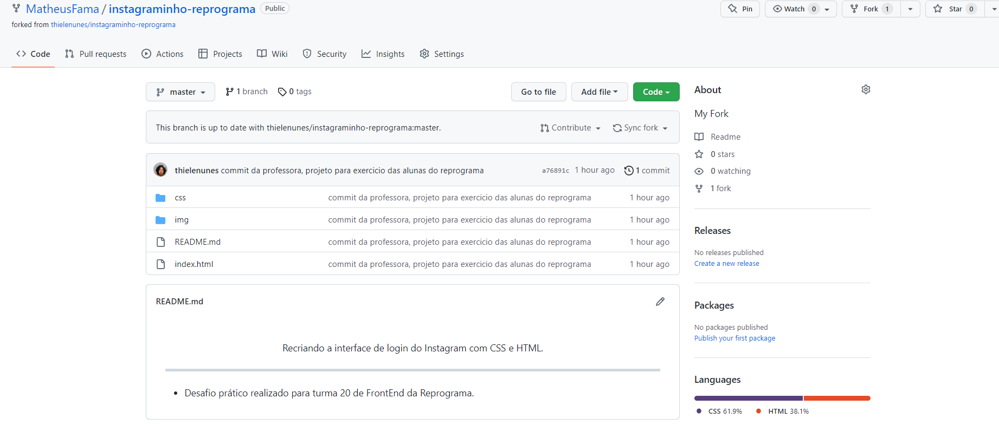 MatheusFama / instagraminho-reprograma Public
Pin Watch 0 Fork 1 Star 0
forked from thielenunes/instagraminho-reprograma
Code Pull requests Actions Projects Wiki Security Insights Settings
master 1 branch 0 tags Go to file Add file Code
This branch is up to date with thielenunes/instagraminho-reprograma:master. Contribute Sync fork
thielenunes commit da professora, projeto para exercicio das alunas do reprograma a76891c 1 hour ago 1 commit
css commit da professora, projeto para exercicio das alunas do reprograma 1 hour ago
img commit da professora, projeto para exercicio das alunas do reprograma 1 hour ago
README.md commit da professora, projeto para exercicio das alunas do reprograma 1 hour ago
index.html commit da professora, projeto para exercicio das alunas do reprograma 1 hour ago
README.md
Recriando a interface de login do Instagram com CSS e HTML.
Desafio prático realizado para turma 20 de FrontEnd da Reprograma.
About
My Fork
Readme
0 stars
0 watching
1 fork
Releases
No releases published
Create a new release
Packages
No packages published
Publish your first package
Languages
CSS 61.9% HTML 38.1%